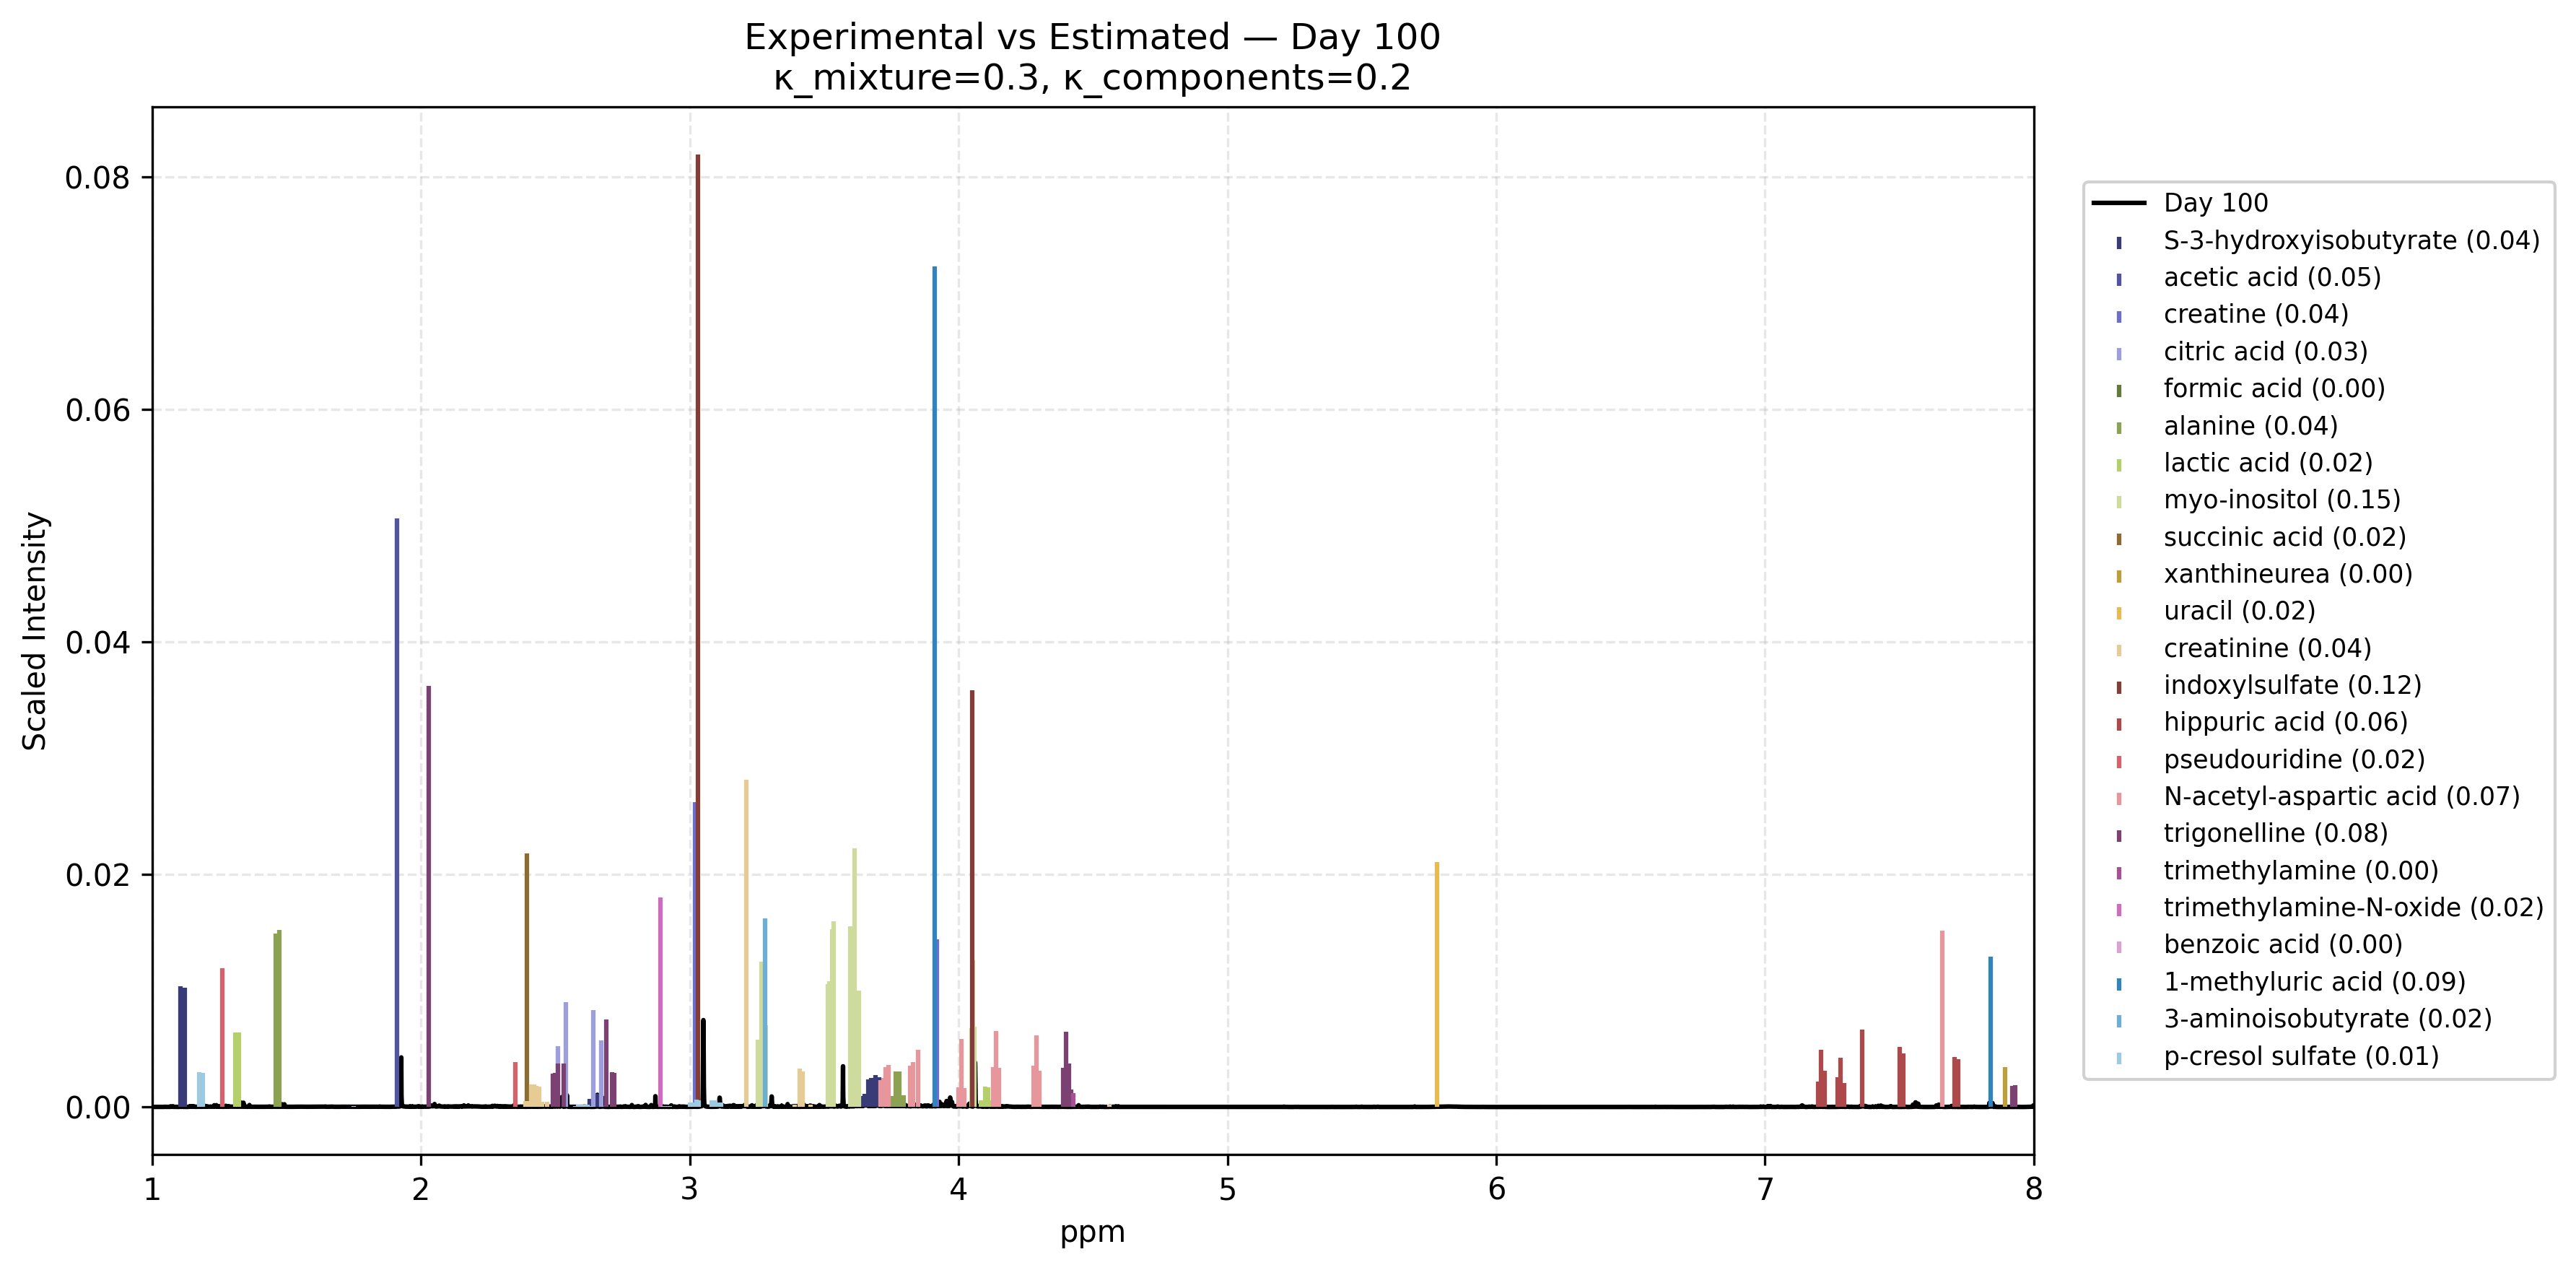 Experimental vs Estimated — Day 100
κ_mixture=0.3, κ_components=0.2
Scaled Intensity
0.08
0.06
0.04
0.02
0.00
1
2
3
4
5
6
7
8
ppm
Day 100
S-3-hydroxyisobutyrate (0.04)
acetic acid (0.05)
creatine (0.04)
citric acid (0.03)
formic acid (0.00)
alanine (0.04)
lactic acid (0.02)
myo-inositol (0.15)
succinic acid (0.02)
xanthineurea (0.00)
uracil (0.02)
creatinine (0.04)
indoxylsulfate (0.12)
hippuric acid (0.06)
pseudouridine (0.02)
N-acetyl-aspartic acid (0.07)
trigonelline (0.08)
trimethylamine (0.00)
trimethylamine-N-oxide (0.02)
benzoic acid (0.00)
1-methyluric acid (0.09)
3-aminoisobutyrate (0.02)
p-cresol sulfate (0.01)